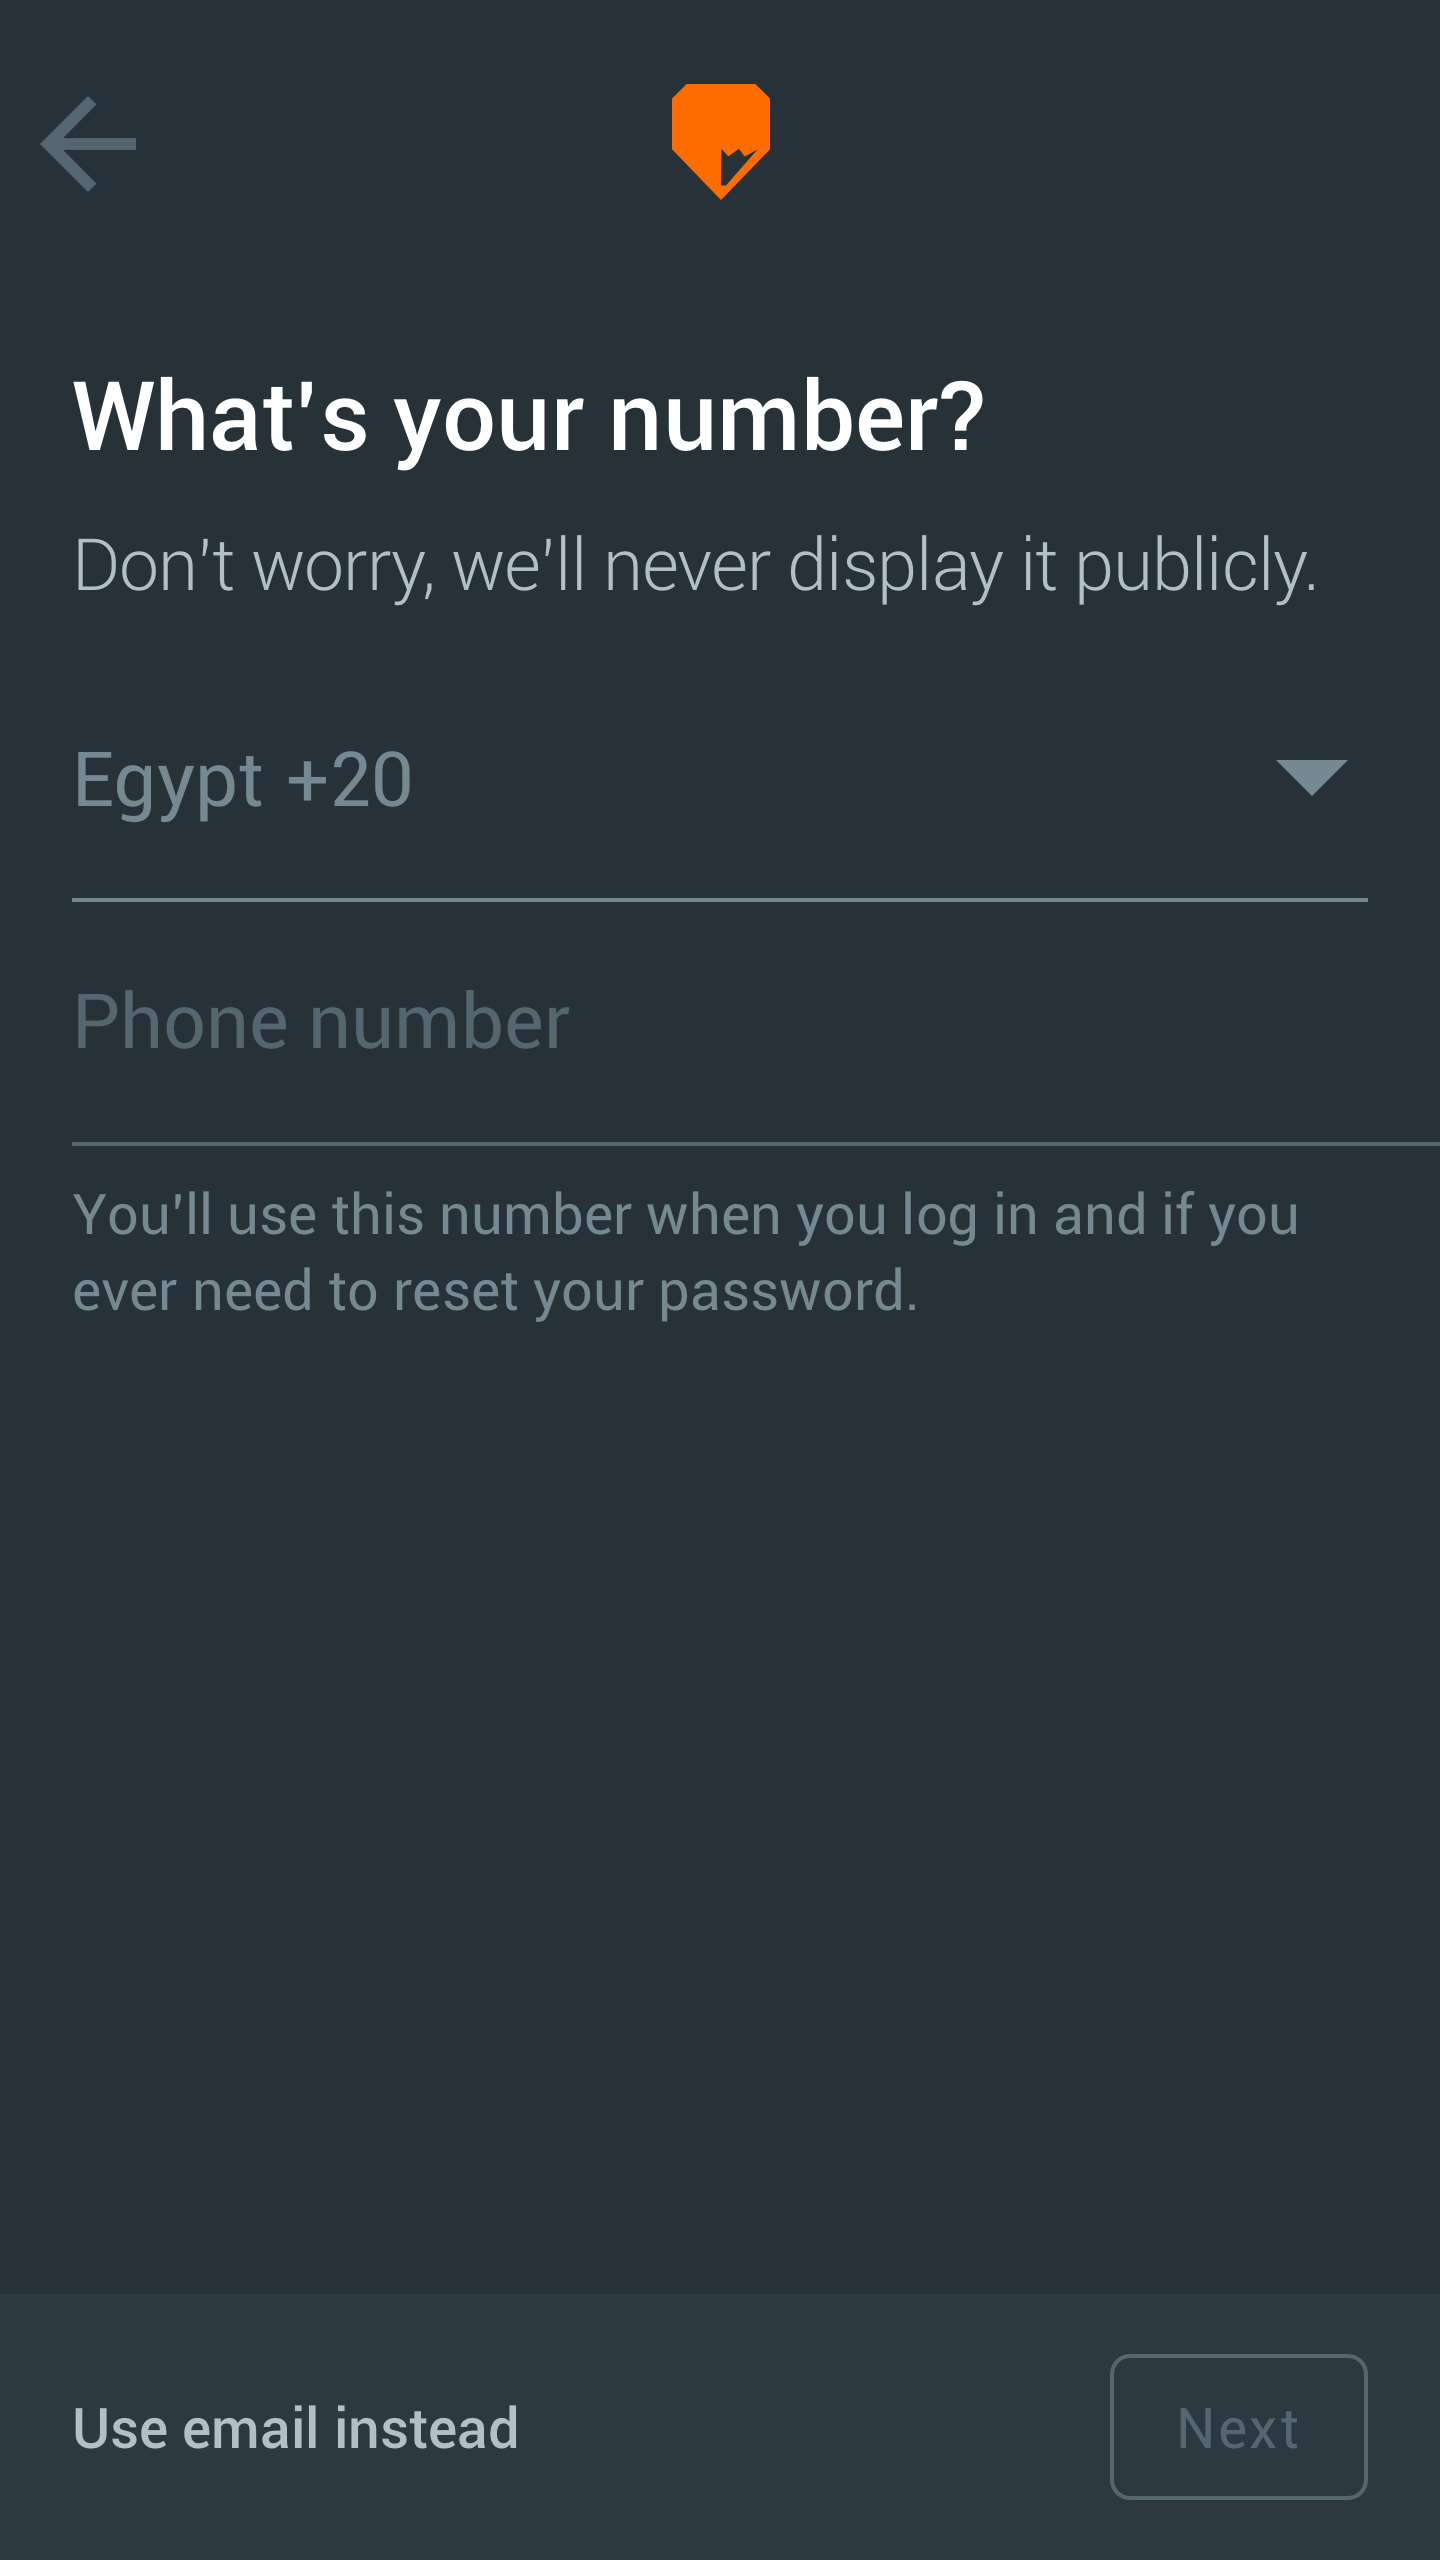 What's your number?
Don't worry, we'll never display it publicly.
Egypt +20
Phone number
You'll use this number when you log in and if you
ever need to reset your password.
Use email instead
Next